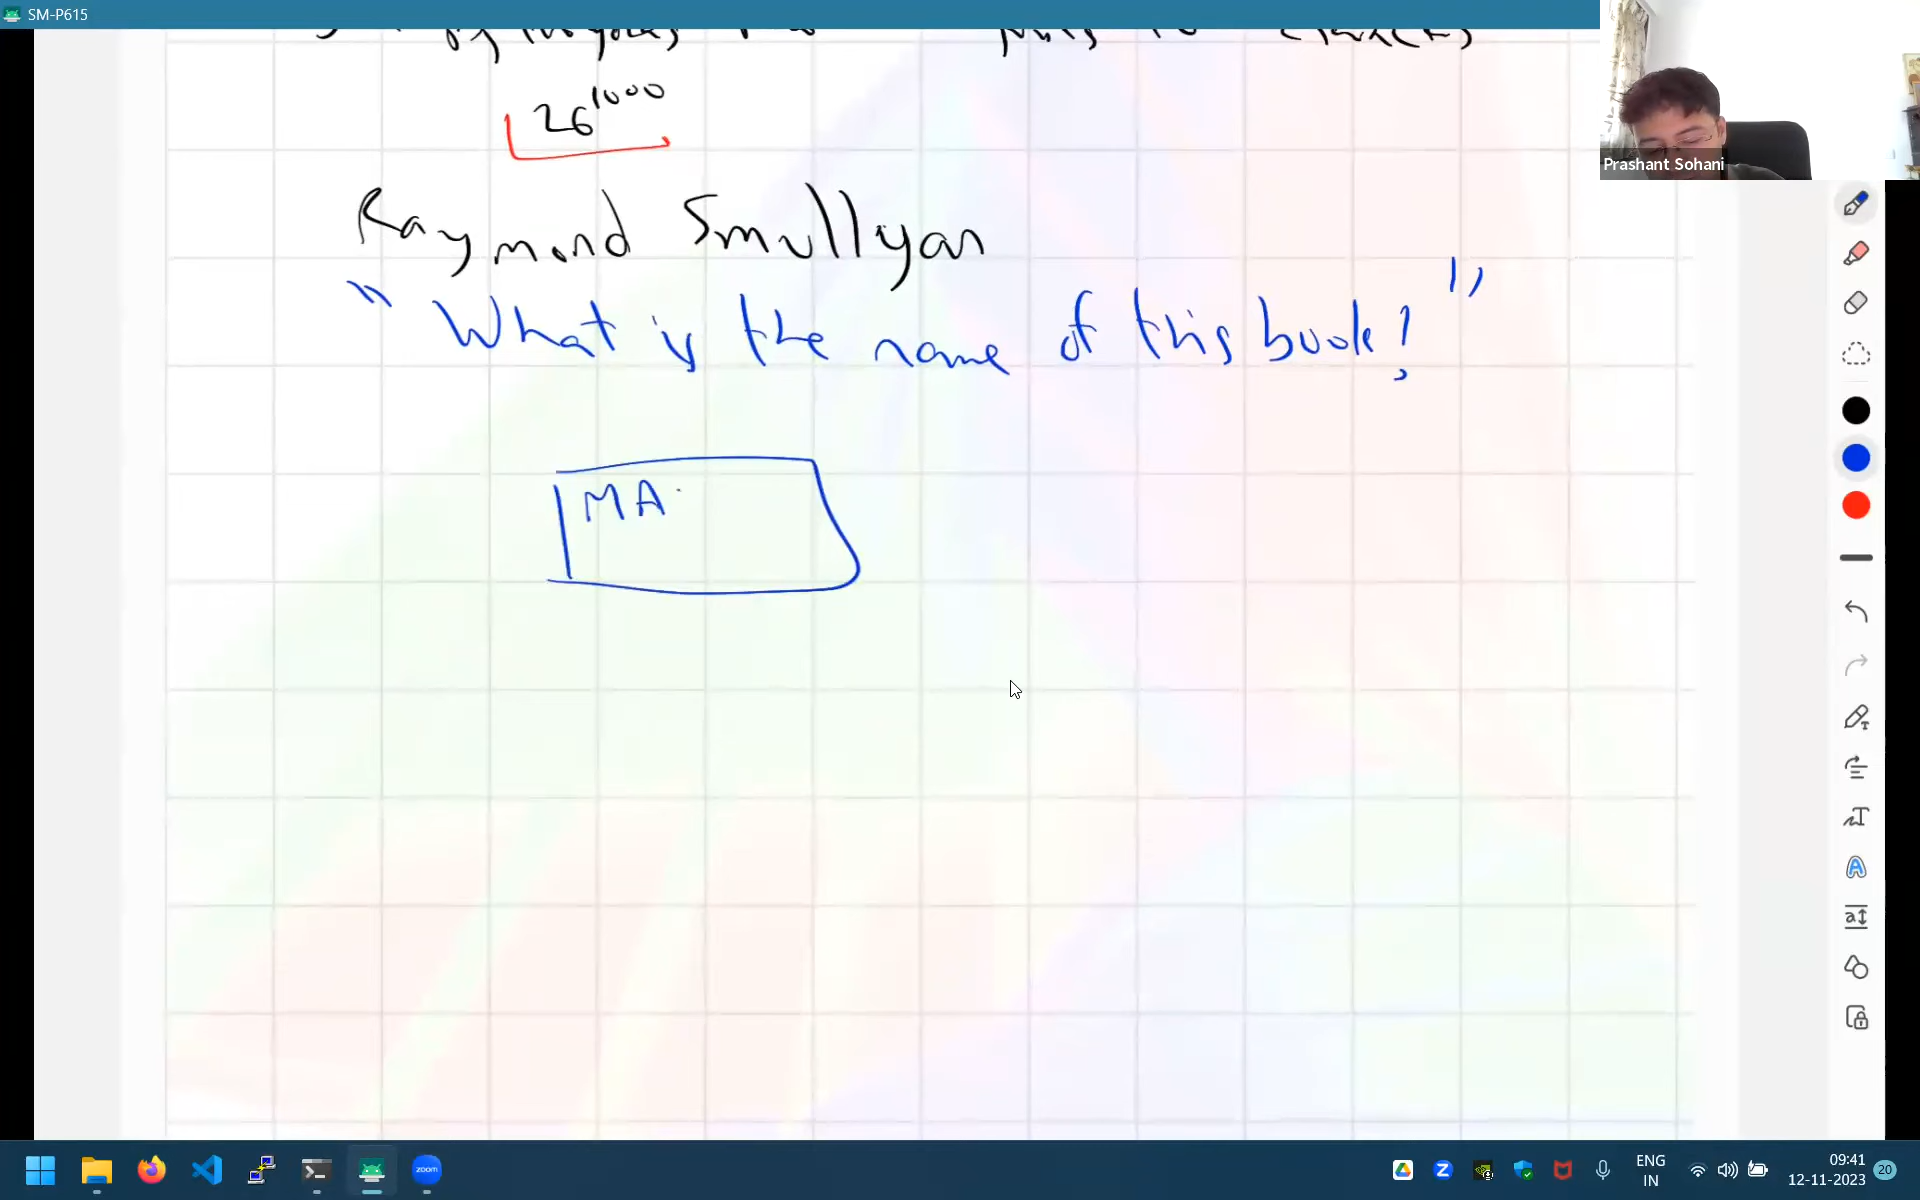 SM-P615
26^1000
Prashant Sohani
Raymond Smullyan
"What is the name of this book?"
MA
T
T
A
a
zoom
Z
ENG
IN
09:41
12-11-2023
20